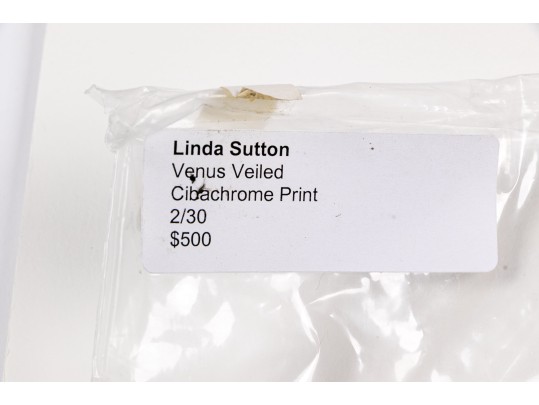 Linda Sutton
Venus Veiled
Cibachrome Print
2/30
$500